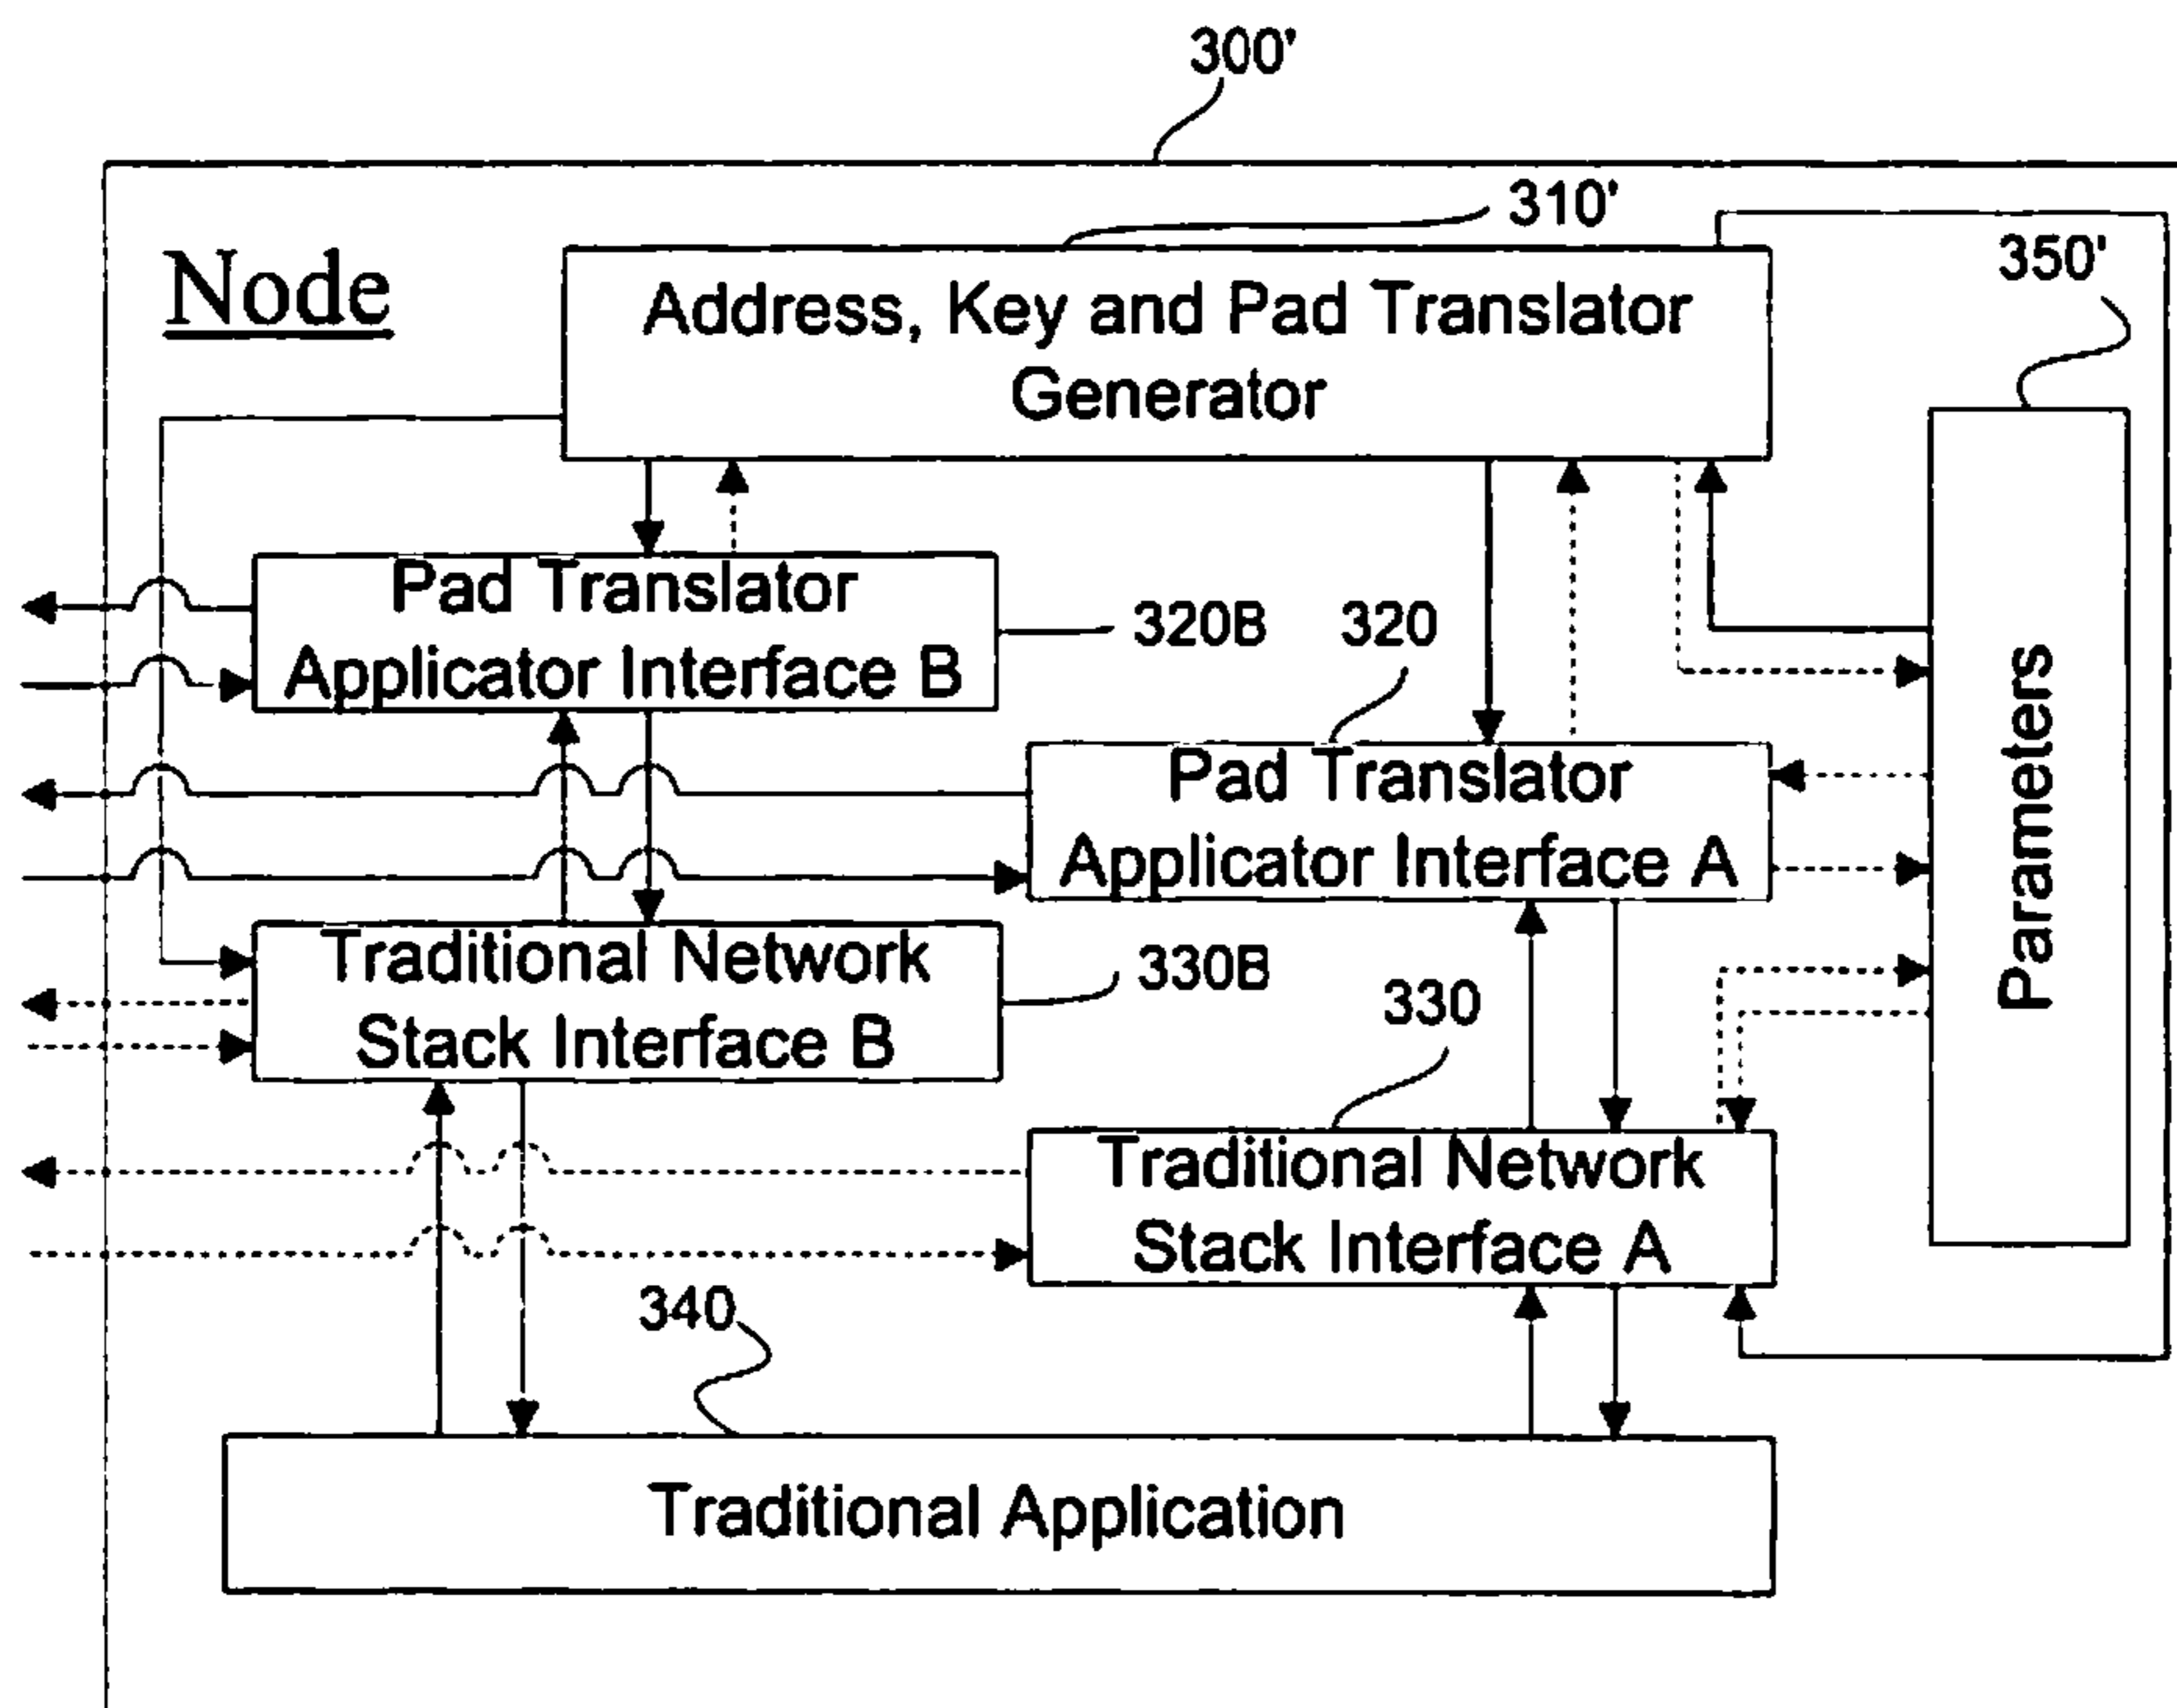 300'
310'
Node
Address, Key and Pad Translator
Generator
350'
Pad Translator
Applicator Interface B
320B
320
Pad Translator
Applicator Interface A
Parameters
Traditional Network
Stack Interface B
330B
330
Traditional Network
Stack Interface A
340
Traditional Application